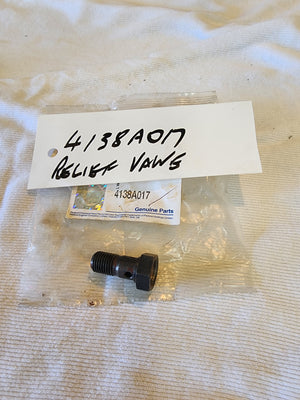 4138A017
RELIEF VALVE
4138A017
Genuine Parts